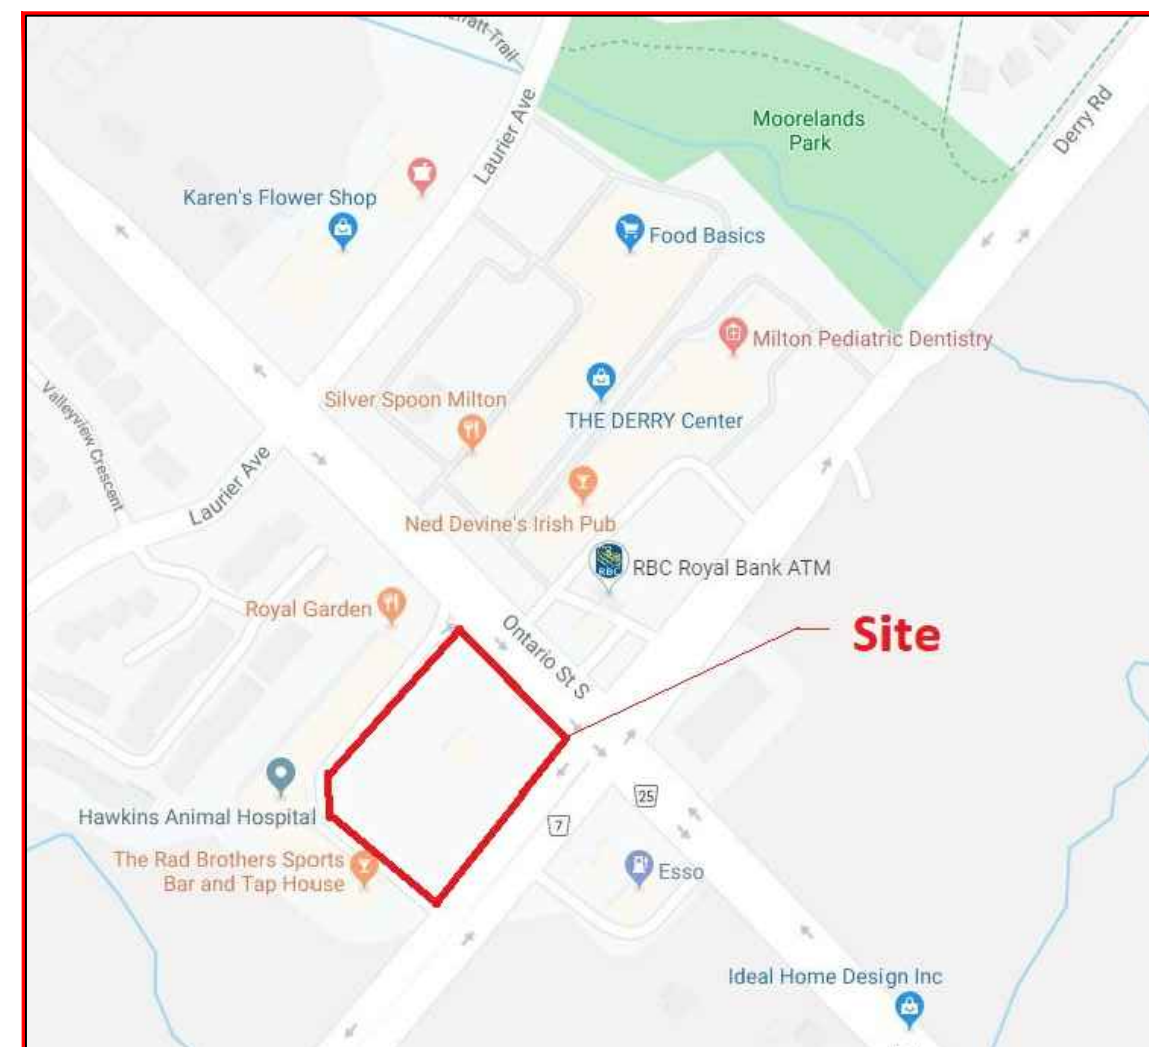 Trail
Laurier Ave
Derry Rd
Moorelands
Park
Karen's Flower Shop
Food Basics
Milton Pediatric Dentistry
Silver Spoon Milton
THE DERRY Center
Valleyview Crescent
Laurier Ave
Ned Devine's Irish Pub
RBC
RBC Royal Bank ATM
Royal Garden
Ontario St S
Site
25
7
Hawkins Animal Hospital
The Rad Brothers Sports
Bar and Tap House
Esso
Ideal Home Design Inc